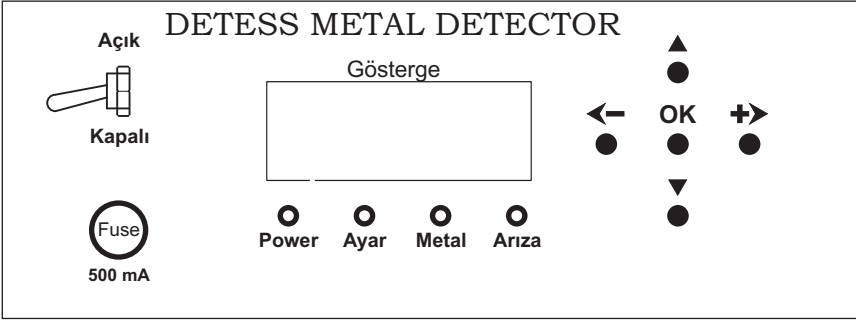 DETESS METAL DETECTOR
Açık
Kapalı
Gösterge
OK
Power Ayar Metal Arıza
Fuse
500 mA